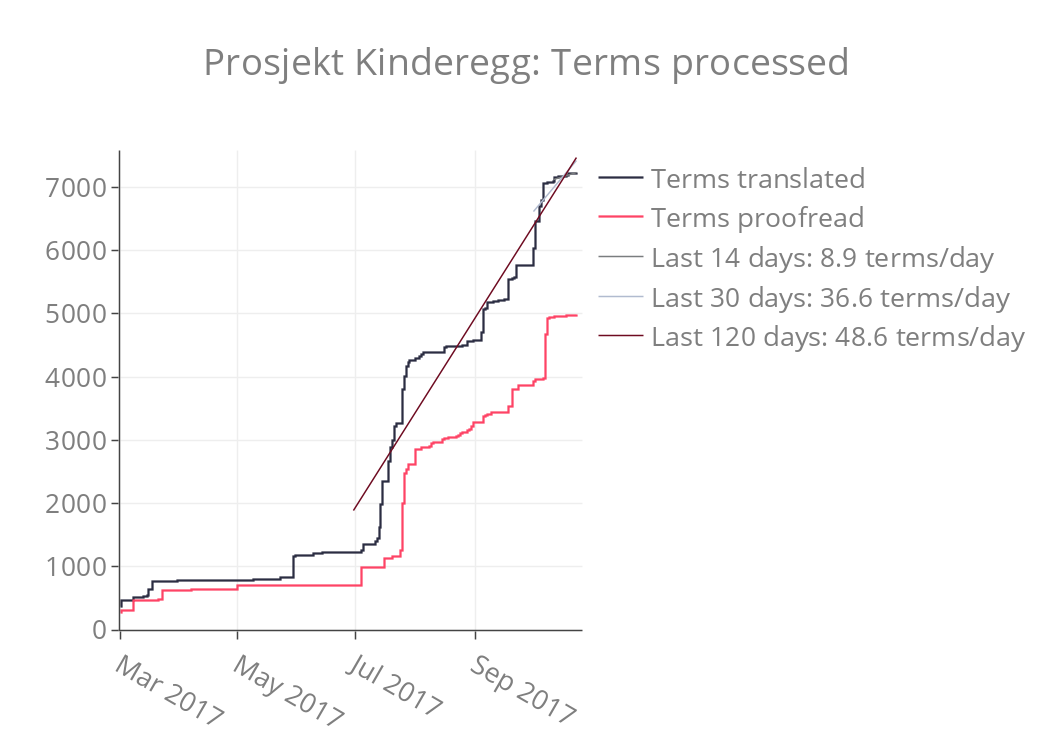 Prosjekt Kinderegg: Terms processed
Terms translated
Terms proofread
Last 14 days: 8.9 terms/day
Last 30 days: 36.6 terms/day
Last 120 days: 48.6 terms/day
7000
6000
5000
4000
3000
2000
1000
0
Mar 2017
May 2017
Jul 2017
Sep 2017